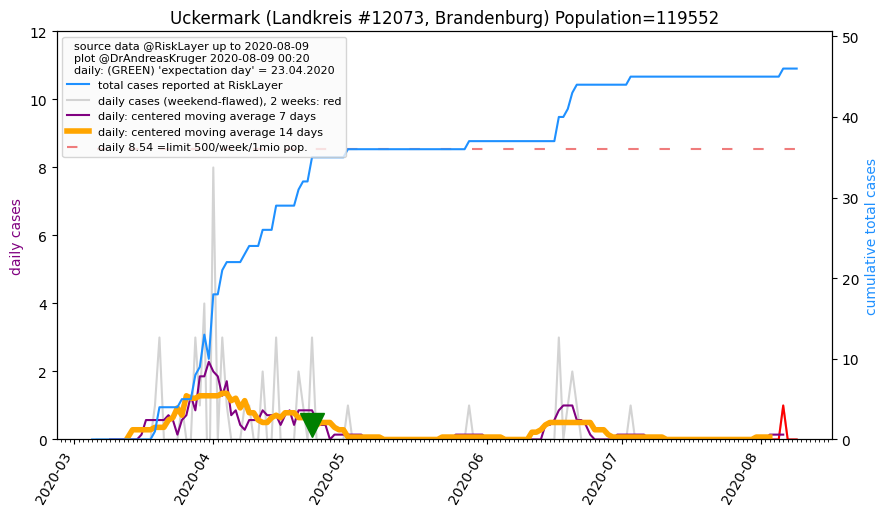 Uckermark (Landkreis #12073, Brandenburg) Population=119552
source data @RiskLayer up to 2020-08-09
plot @DrAndreasKruger 2020-08-09 00:20
daily: (GREEN) 'expectation day' = 23.04.2020
total cases reported at RiskLayer
daily cases (weekend-flawed), 2 weeks: red
daily: centered moving average 7 days
daily: centered moving average 14 days
daily 8.54 =limit 500/week/1mio pop.
daily cases
12
10
8
6
4
2
0
cumulative total cases
50
40
30
20
10
0
2020-03
2020-04
2020-05
2020-06
2020-07
2020-08